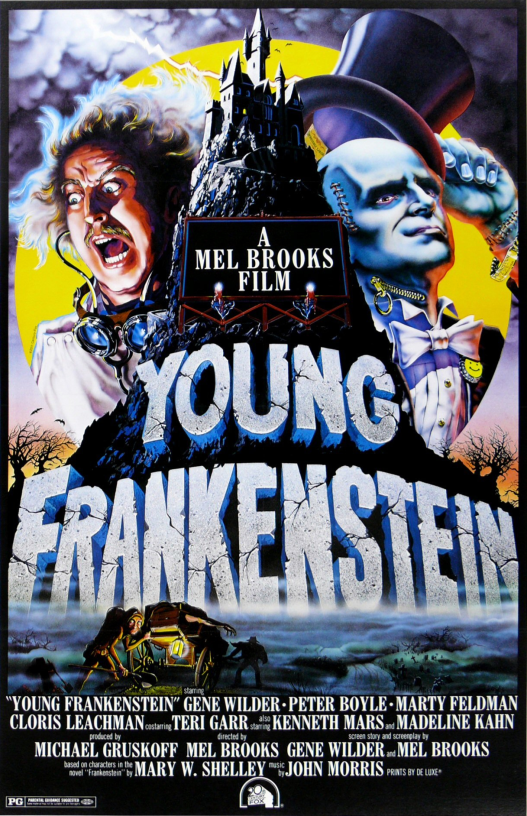 A
MEL BROOKS
FILM
YOUNG
FRANKENSTEIN
starring
"YOUNG FRANKENSTEIN" GENE WILDER · PETER BOYLE · MARTY FELDMAN
CLORIS LEACHMAN costarring TERI GARR also starring KENNETH MARS and MADELINE KAHN
produced by directed by screen story and screenplay by
MICHAEL GRUSKOFF MEL BROOKS GENE WILDER and MEL BROOKS
based on characters in the novel "Frankenstein" by MARY W. SHELLEY music by JOHN MORRIS PRINTS BY DE LUXE®
PG PARENTAL GUIDANCE SUGGESTED
20th CENTURY FOX